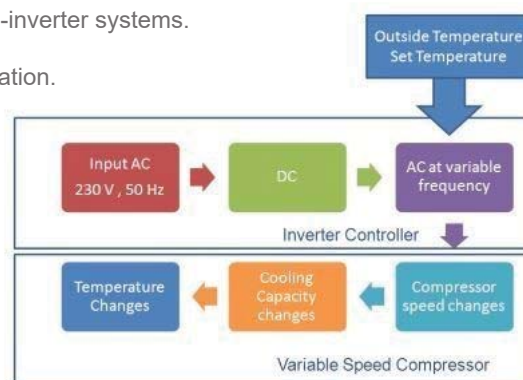 -inverter systems.
ation.
Outside Temperature
Set Temperature
Input AC
230 V , 50 Hz
DC
AC at variable
frequency
Inverter Controller
Temperature
Changes
Cooling
Capacity
changes
Compressor
speed changes
Variable Speed Compressor